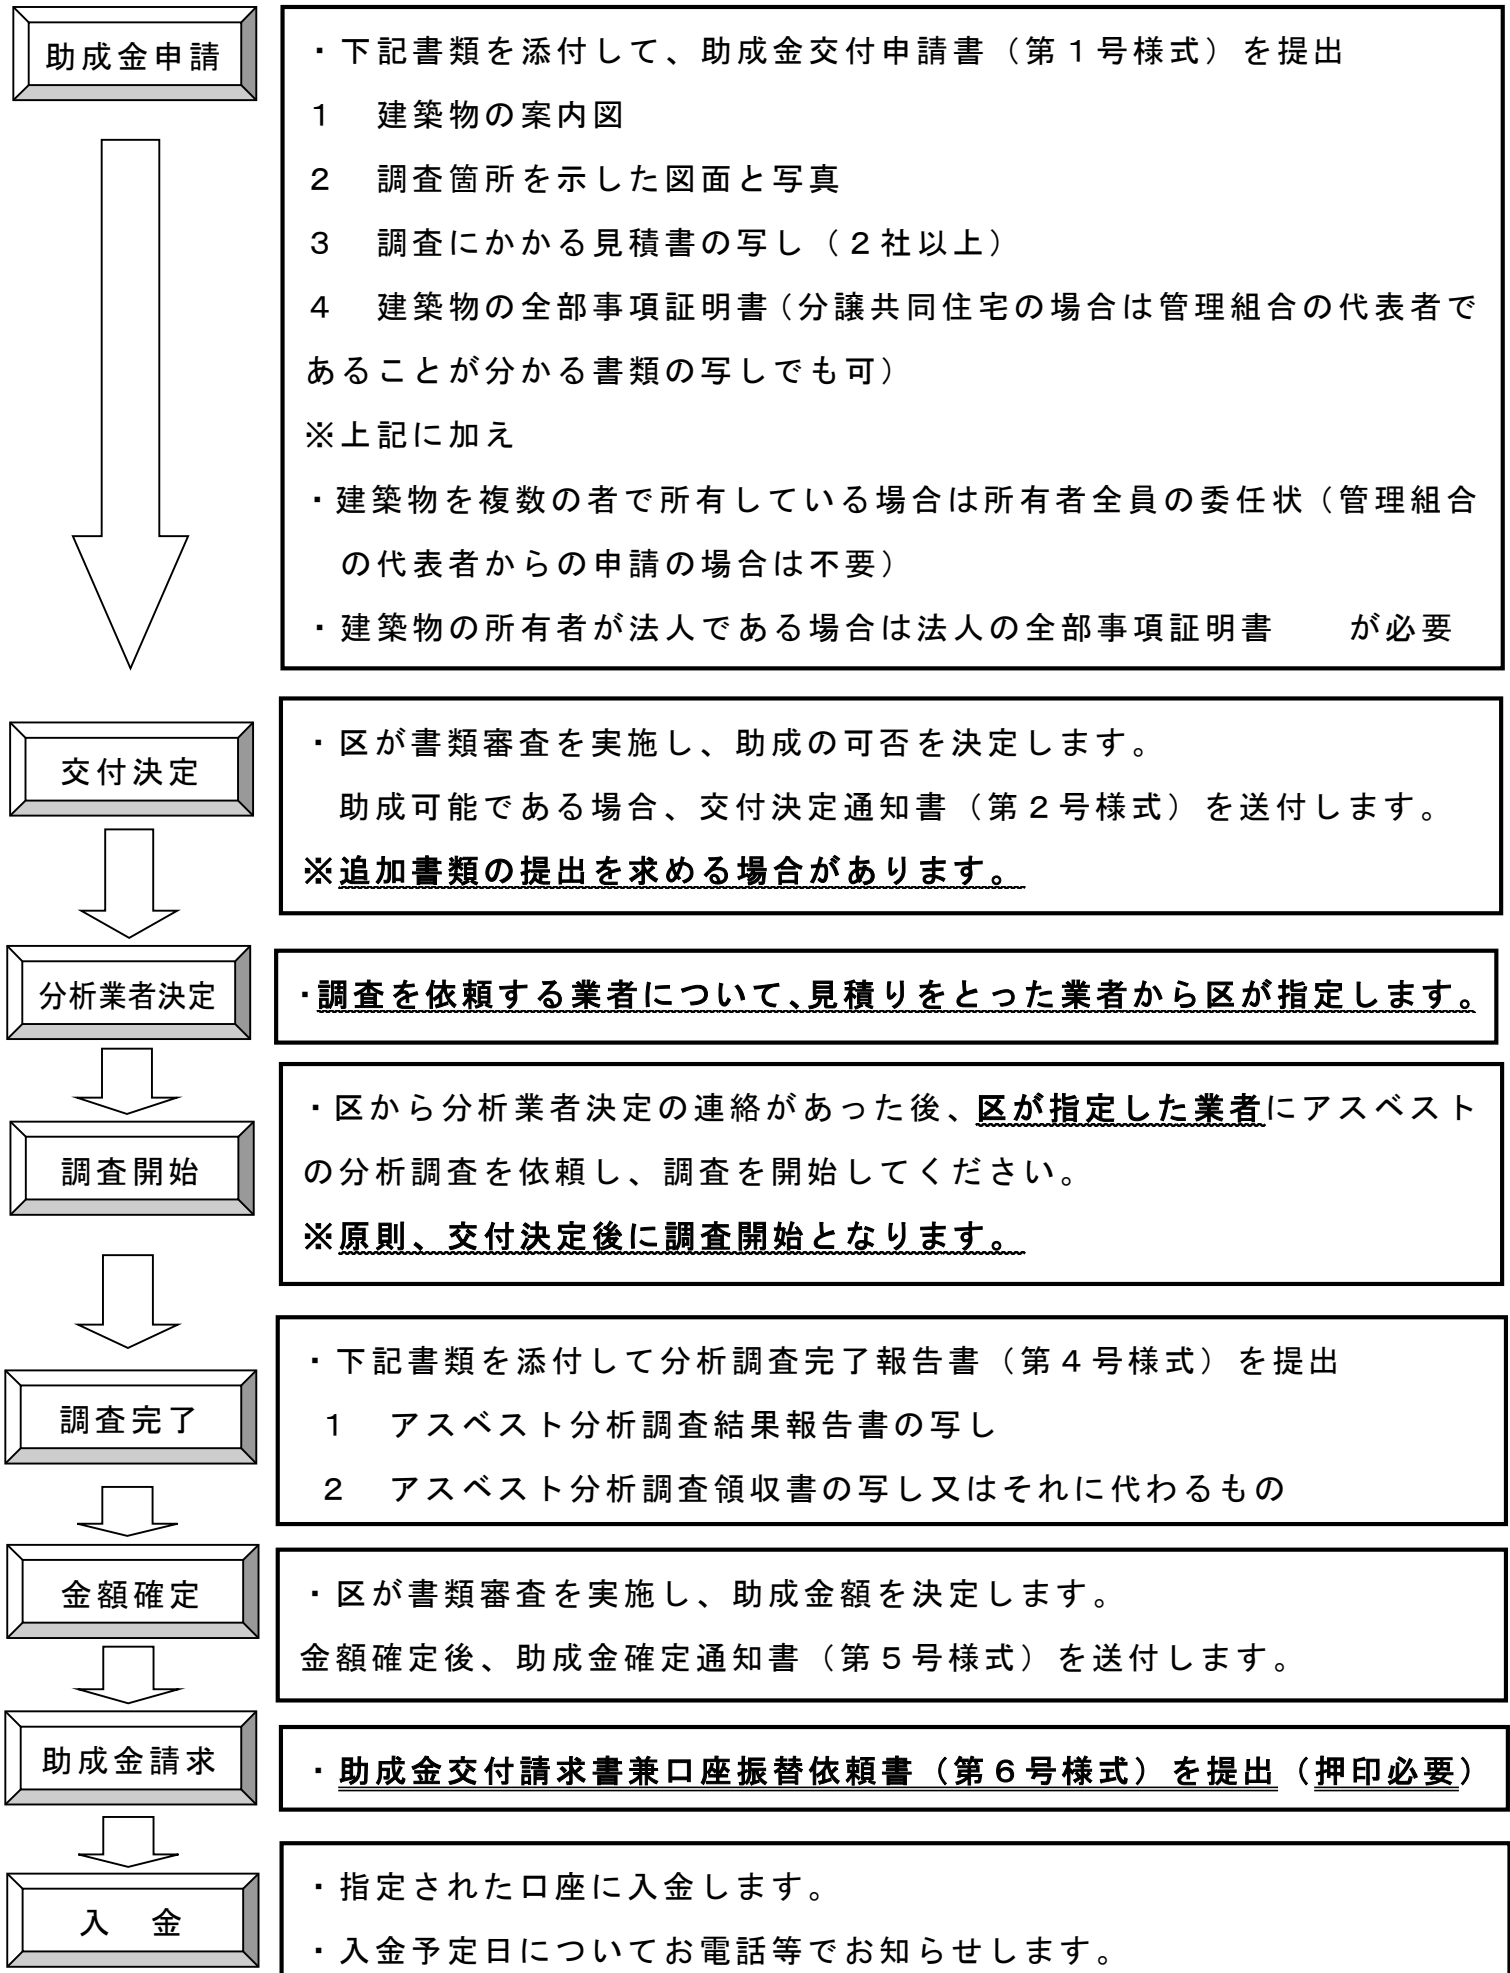 助成金申請
・下記書類を添付して、助成金交付申請書（第１号様式）を提出
１　建築物の案内図
２　調査箇所を示した図面と写真
３　調査にかかる見積書の写し（２社以上）
４　建築物の全部事項証明書（分譲共同住宅の場合は管理組合の代表者で
あることが分かる書類の写しでも可）
※上記に加え
・建築物を複数の者で所有している場合は所有者全員の委任状（管理組合
の代表者からの申請の場合は不要）
・建築物の所有者が法人である場合は法人の全部事項証明書　　が必要
交付決定
・区が書類審査を実施し、助成の可否を決定します。
助成可能である場合、交付決定通知書（第２号様式）を送付します。
※追加書類の提出を求める場合があります。
分析業者決定
・調査を依頼する業者について、見積りをとった業者から区が指定します。
調査開始
・区から分析業者決定の連絡があった後、区が指定した業者にアスベスト
の分析調査を依頼し、調査を開始してください。
※原則、交付決定後に調査開始となります。
調査完了
・下記書類を添付して分析調査完了報告書（第４号様式）を提出
１　アスベスト分析調査結果報告書の写し
２　アスベスト分析調査領収書の写し又はそれに代わるもの
金額確定
・区が書類審査を実施し、助成金額を決定します。
金額確定後、助成金確定通知書（第５号様式）を送付します。
助成金請求
・助成金交付請求書兼口座振替依頼書（第６号様式）を提出（押印必要）
入　金
・指定された口座に入金します。
・入金予定日についてお電話等でお知らせします。